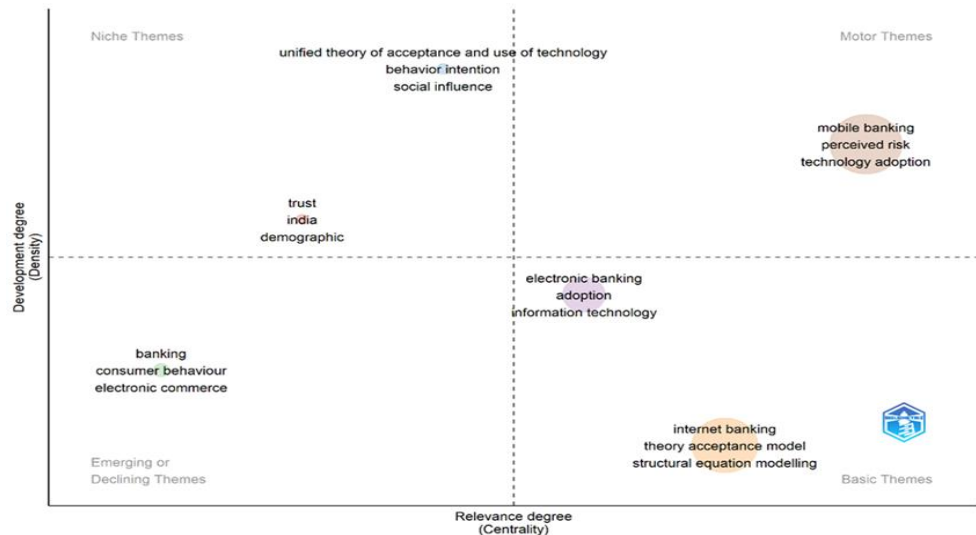 Niche Themes
Motor Themes
unified theory of acceptance and use of technology
behavior intention
social influence
mobile banking
perceived risk
technology adoption
trust
india
demographic
Development degree
(Density)
electronic banking
adoption
information technology
banking
consumer behaviour
electronic commerce
internet banking
theory acceptance model
structural equation modelling
Emerging or
Declining Themes
Basic Themes
Relevance degree
(Centrality)